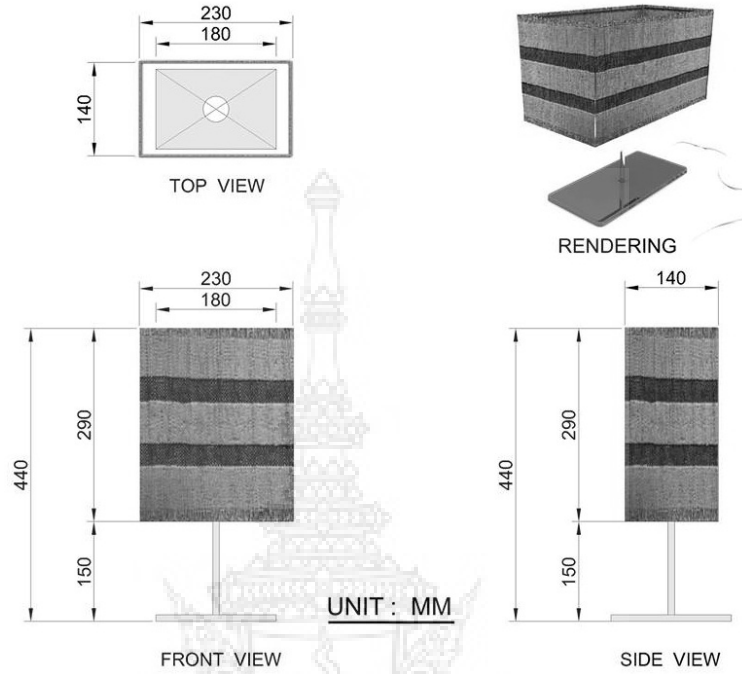 230
180
140
TOP VIEW
RENDERING
230
180
140
440
290
150
440
290
150
UNIT : MM
FRONT VIEW
SIDE VIEW